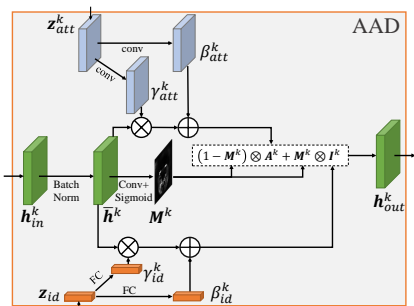 AAD
z_att^k
conv
β_att^k
conv
γ_att^k
(1 − M^k) ⊗ A^k + M^k ⊗ I^k
Batch
Norm
Conv+
Sigmoid
h_in^k
h̄^k
M^k
h_out^k
FC
γ_id^k
z_id
FC
β_id^k